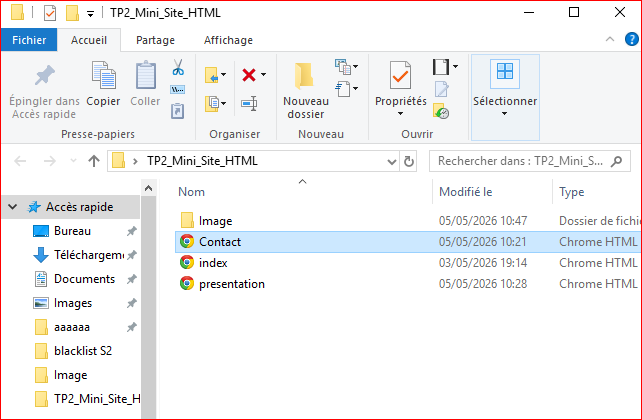 TP2_Mini_Site_HTML
Fichier Accueil Partage Affichage
Épingler dans Accès rapide
Copier
Coller
Nouveau dossier
Propriétés
Sélectionner
Presse-papiers Organiser Nouveau Ouvrir
TP2_Mini_Site_HTML
Rechercher dans : TP2_Mini_S...
Nom Modifié le Type
Accès rapide
Bureau
Téléchargeme
Documents
Images
aaaaaa
blacklist S2
Image
TP2_Mini_Site_H
Image 05/05/2026 10:47 Dossier de fichie
Contact 05/05/2026 10:21 Chrome HTML
index 03/05/2026 19:14 Chrome HTML
presentation 05/05/2026 10:28 Chrome HTML